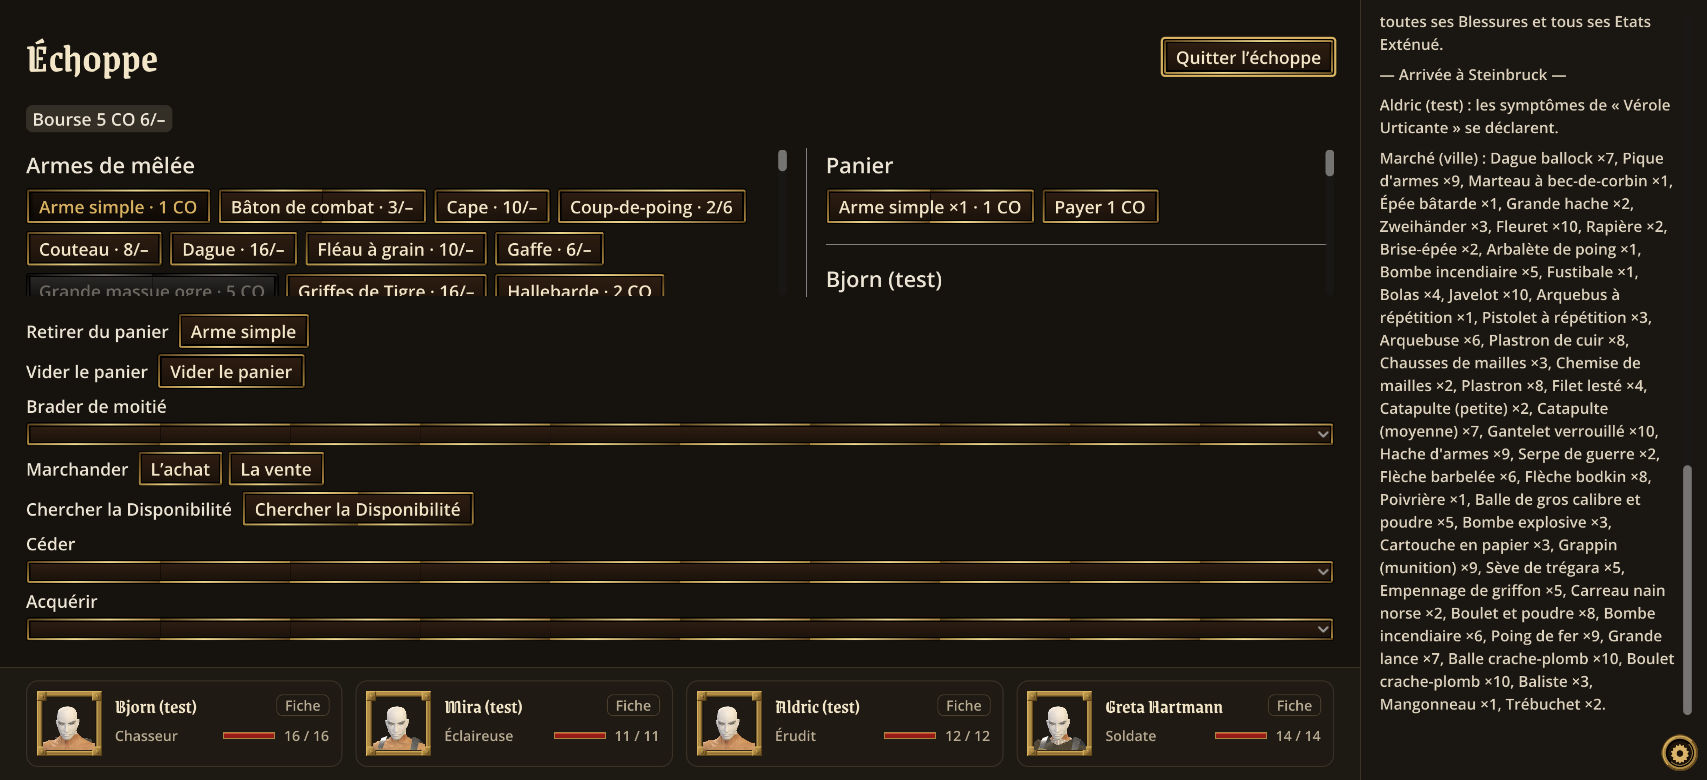 Échoppe
Quitter l’échoppe
Bourse 5 CO 6/–
Armes de mêlée
Arme simple · 1 CO
Bâton de combat · 3/–
Cape · 10/–
Coup-de-poing · 2/6
Couteau · 8/–
Dague · 16/–
Fléau à grain · 10/–
Gaffe · 6/–
Grande massue ogre · 5 CO
Griffes de Tigre · 16/–
Hallebarde · 2 CO
Panier
Arme simple ×1 · 1 CO
Payer 1 CO
Bjorn (test)
Retirer du panier
Arme simple
Vider le panier
Vider le panier
Brader de moitié
Marchander
L’achat
La vente
Chercher la Disponibilité
Chercher la Disponibilité
Céder
Acquérir
Bjorn (test)
Fiche
Chasseur
16 / 16
Mira (test)
Fiche
Éclaireuse
11 / 11
Aldric (test)
Fiche
Érudit
12 / 12
Greta Hartmann
Fiche
Soldate
14 / 14
toutes ses Blessures et tous ses Etats
Exténué.
— Arrivée à Steinbruck —
Aldric (test) : les symptômes de « Vérole
Urticante » se déclarent.
Marché (ville) : Dague ballock ×7, Pique
d'armes ×9, Marteau à bec-de-corbin ×1,
Épée bâtarde ×1, Grande hache ×2,
Zweihänder ×3, Fleuret ×10, Rapière ×2,
Brise-épée ×2, Arbalète de poing ×1,
Bombe incendiaire ×5, Fustibale ×1,
Bolas ×4, Javelot ×10, Arquebus à
répétition ×1, Pistolet à répétition ×3,
Arquebuse ×6, Plastron de cuir ×8,
Chausses de mailles ×3, Chemise de
mailles ×2, Plastron ×8, Filet lesté ×4,
Catapulte (petite) ×2, Catapulte
(moyenne) ×7, Gantelet verrouillé ×10,
Hache d'armes ×9, Serpe de guerre ×2,
Flèche barbelée ×6, Flèche bodkin ×8,
Poivrière ×1, Balle de gros calibre et
poudre ×5, Bombe explosive ×3,
Cartouche en papier ×3, Grappin
(munition) ×9, Sève de trégara ×5,
Empennage de griffon ×5, Carreau nain
norse ×2, Boulet et poudre ×8, Bombe
incendiaire ×6, Poing de fer ×9, Grande
lance ×7, Balle crache-plomb ×10, Boulet
crache-plomb ×10, Baliste ×3,
Mangonneau ×1, Trébuchet ×2.